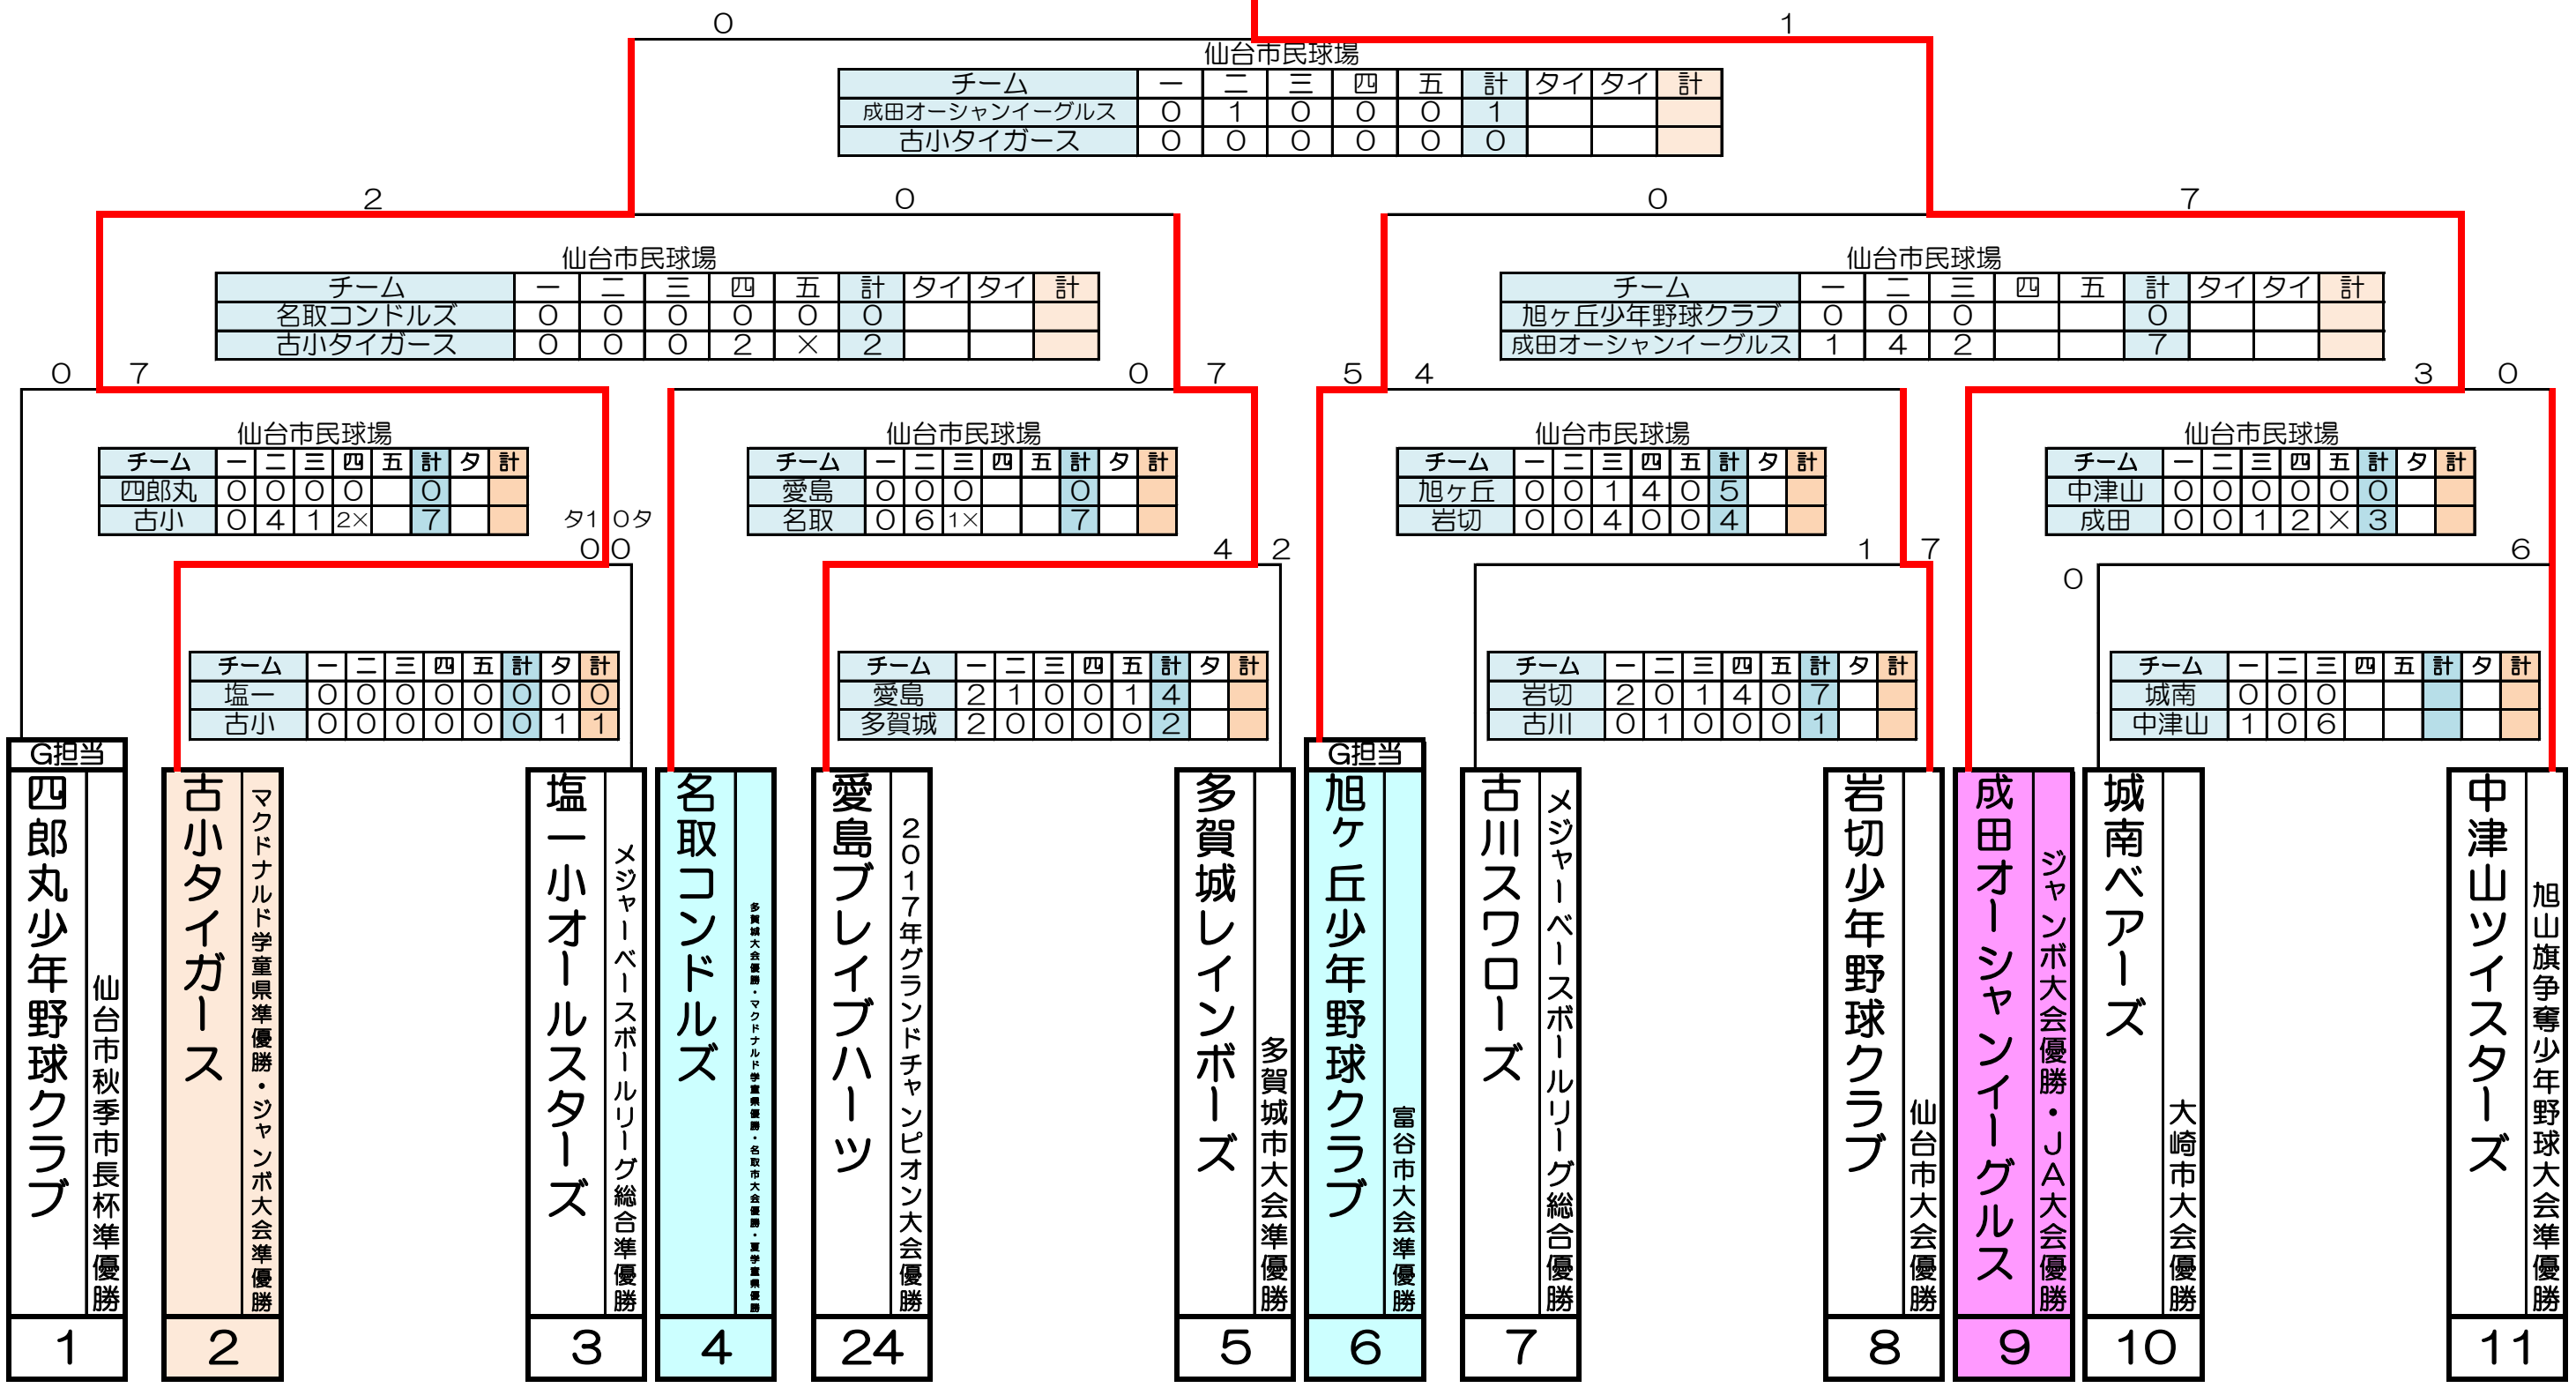 0 1
仙台市民球場
チーム 一 二 三 四 五 計 タイ タイ 計
成田オーシャンイーグルス 0 1 0 0 0 1
古小タイガース 0 0 0 0 0 0
2 0 0 7
仙台市民球場
チーム 一 二 三 四 五 計 タイ タイ 計
名取コンドルズ 0 0 0 0 0 0
古小タイガース 0 0 0 2 × 2
仙台市民球場
チーム 一 二 三 四 五 計 タイ タイ 計
旭ヶ丘少年野球クラブ 0 0 0 0
成田オーシャンイーグルス 1 4 2 7
0 7 0 7 5 4 3 0
仙台市民球場
チーム 一 二 三 四 五 計 タ 計
四郎丸 0 0 0 0 0
古小 0 4 1 2× 7
仙台市民球場
チーム 一 二 三 四 五 計 タ 計
愛島 0 0 0 0
名取 0 6 1× 7
仙台市民球場
チーム 一 二 三 四 五 計 タ 計
旭ヶ丘 0 0 1 4 0 5
岩切 0 0 4 0 0 4
仙台市民球場
チーム 一 二 三 四 五 計 タ 計
中津山 0 0 0 0 0 0
成田 0 0 1 2 × 3
タ1 0タ
0 0 4 2 1 7 0 6
チーム 一 二 三 四 五 計 タ 計
塩一 0 0 0 0 0 0 0 0
古小 0 0 0 0 0 0 1 1
チーム 一 二 三 四 五 計 タ 計
愛島 2 1 0 0 1 4
多賀城 2 0 0 0 0 2
チーム 一 二 三 四 五 計 タ 計
岩切 2 0 1 4 0 7
古川 0 1 0 0 0 1
チーム 一 二 三 四 五 計 タ 計
城南 0 0 0
中津山 1 0 6
G担当
四郎丸少年野球クラブ
仙台市秋季市長杯準優勝
1
古小タイガース
マクドナルド学童県準優勝・ジャンボ大会準優勝
2
塩一小オールスターズ
メジャーベースボールリーグ総合準優勝
3
名取コンドルズ
多賀城大会優勝・マクドナルド学童県優勝・名取市大会優勝・夏学童県優勝
4
愛島ブレイブハーツ
2017年グランドチャンピオン大会優勝
24
多賀城レインボーズ
多賀城市大会準優勝
5
G担当
旭ヶ丘少年野球クラブ
富谷市大会準優勝
6
古川スワローズ
メジャーベースボールリーグ総合優勝
7
岩切少年野球クラブ
仙台市大会優勝
8
成田オーシャンイーグルス
ジャンボ大会優勝・JA大会優勝
9
城南ベアーズ
大崎市大会優勝
10
中津山ツイスターズ
旭山旗争奪少年野球大会準優勝
11